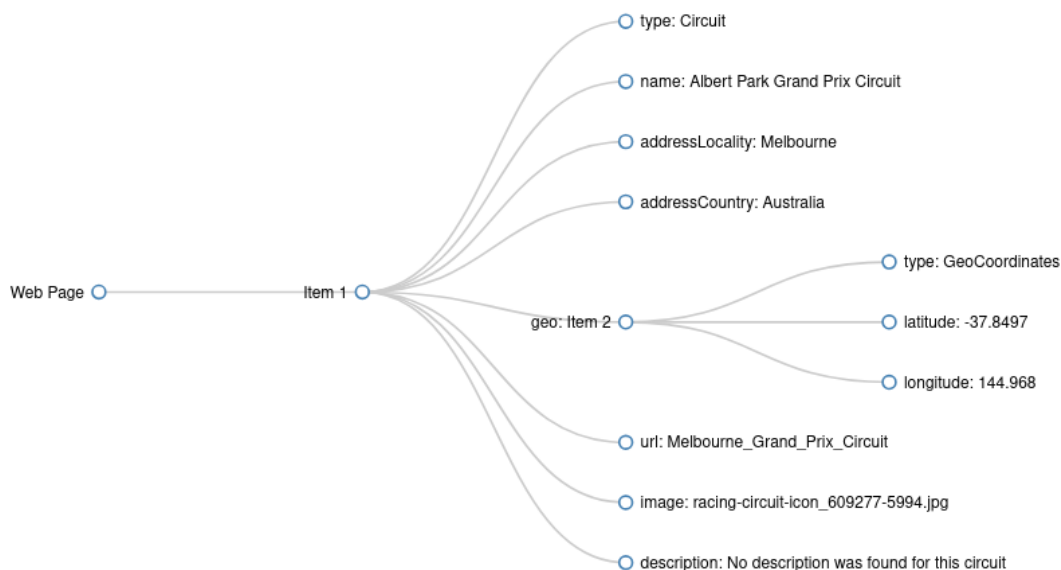 type: Circuit
name: Albert Park Grand Prix Circuit
addressLocality: Melbourne
addressCountry: Australia
type: GeoCoordinates
Web Page
Item 1
geo: Item 2
latitude: -37.8497
longitude: 144.968
url: Melbourne_Grand_Prix_Circuit
image: racing-circuit-icon_609277-5994.jpg
description: No description was found for this circuit